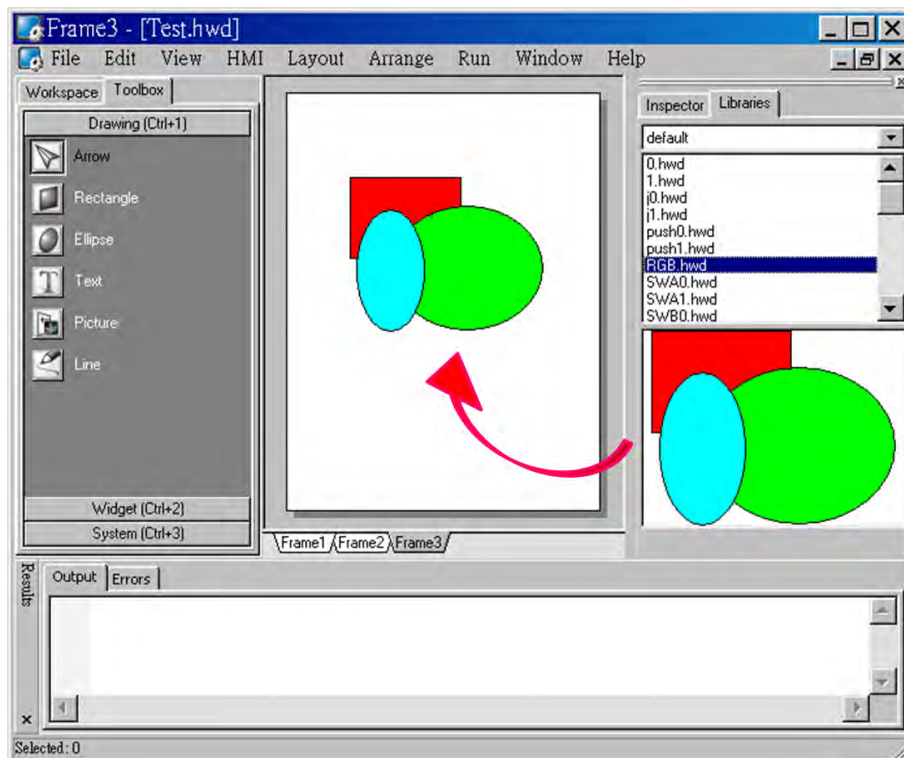 Frame3 - [Test.hwd]
File Edit View HMI Layout Arrange Run Window Help
Workspace Toolbox
Drawing (Ctrl+1)
Arrow
Rectangle
Ellipse
Text
Picture
Line
Widget (Ctrl+2)
System (Ctrl+3)
Frame1 Frame2 Frame3
Inspector Libraries
default
0.hwd
1.hwd
j0.hwd
j1.hwd
push0.hwd
push1.hwd
RGB.hwd
SWA0.hwd
SWA1.hwd
SWB0.hwd
Results
Output Errors
Selected: 0